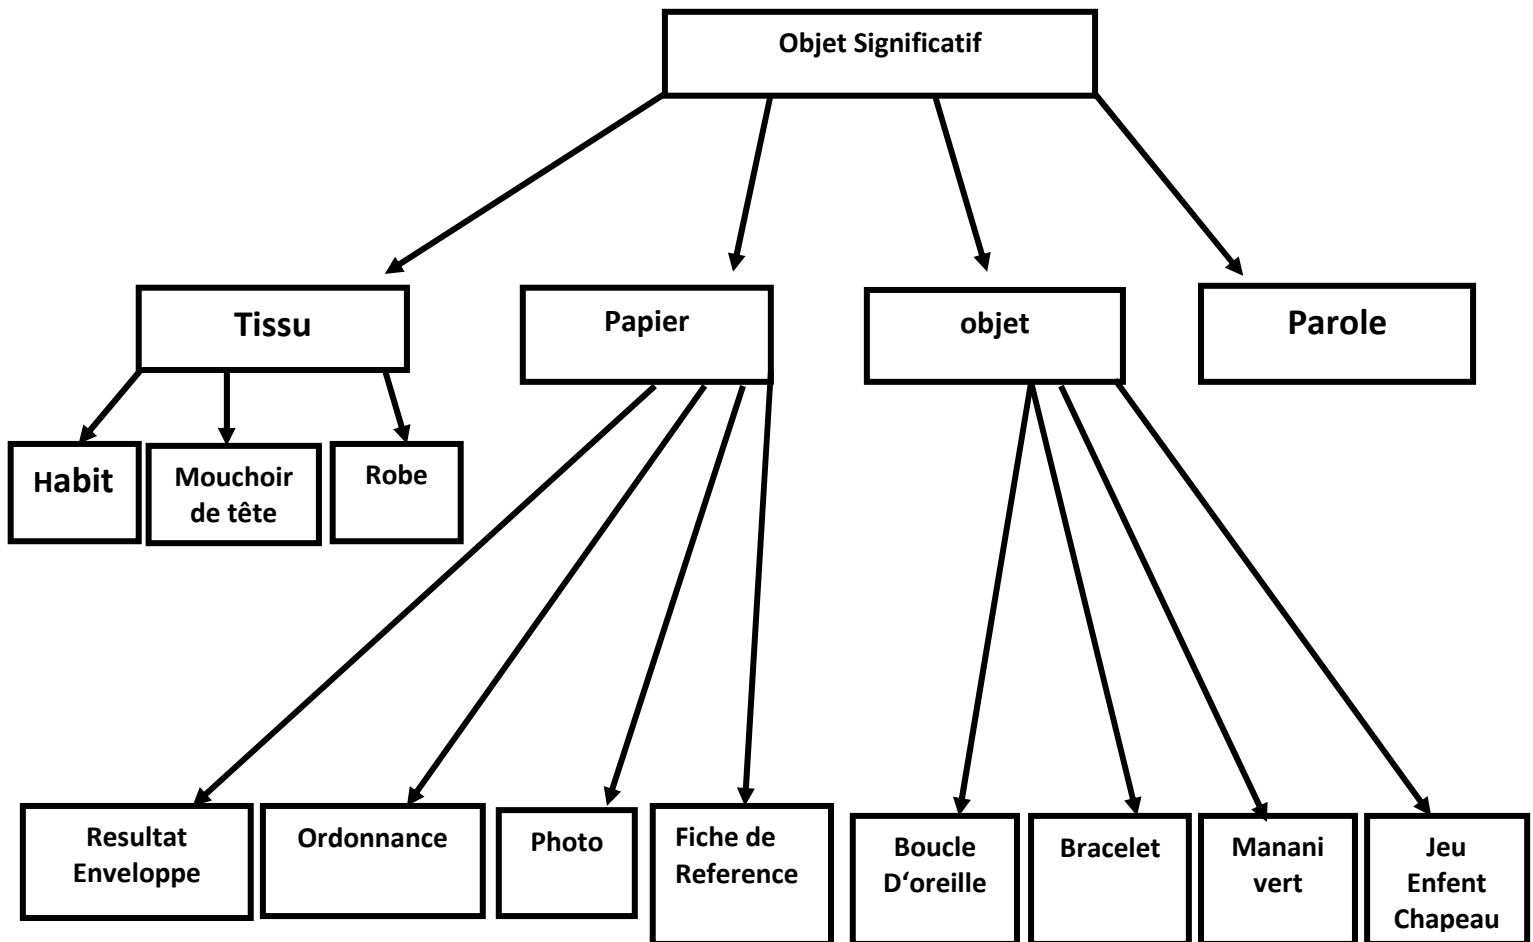 Objet Significatif
Tissu
Papier
objet
Parole
Habit
Mouchoir
de tête
Robe
Resultat
Enveloppe
Ordonnance
Photo
Fiche de
Reference
Boucle
D‘oreille
Bracelet
Manani
vert
Jeu
Enfent
Chapeau